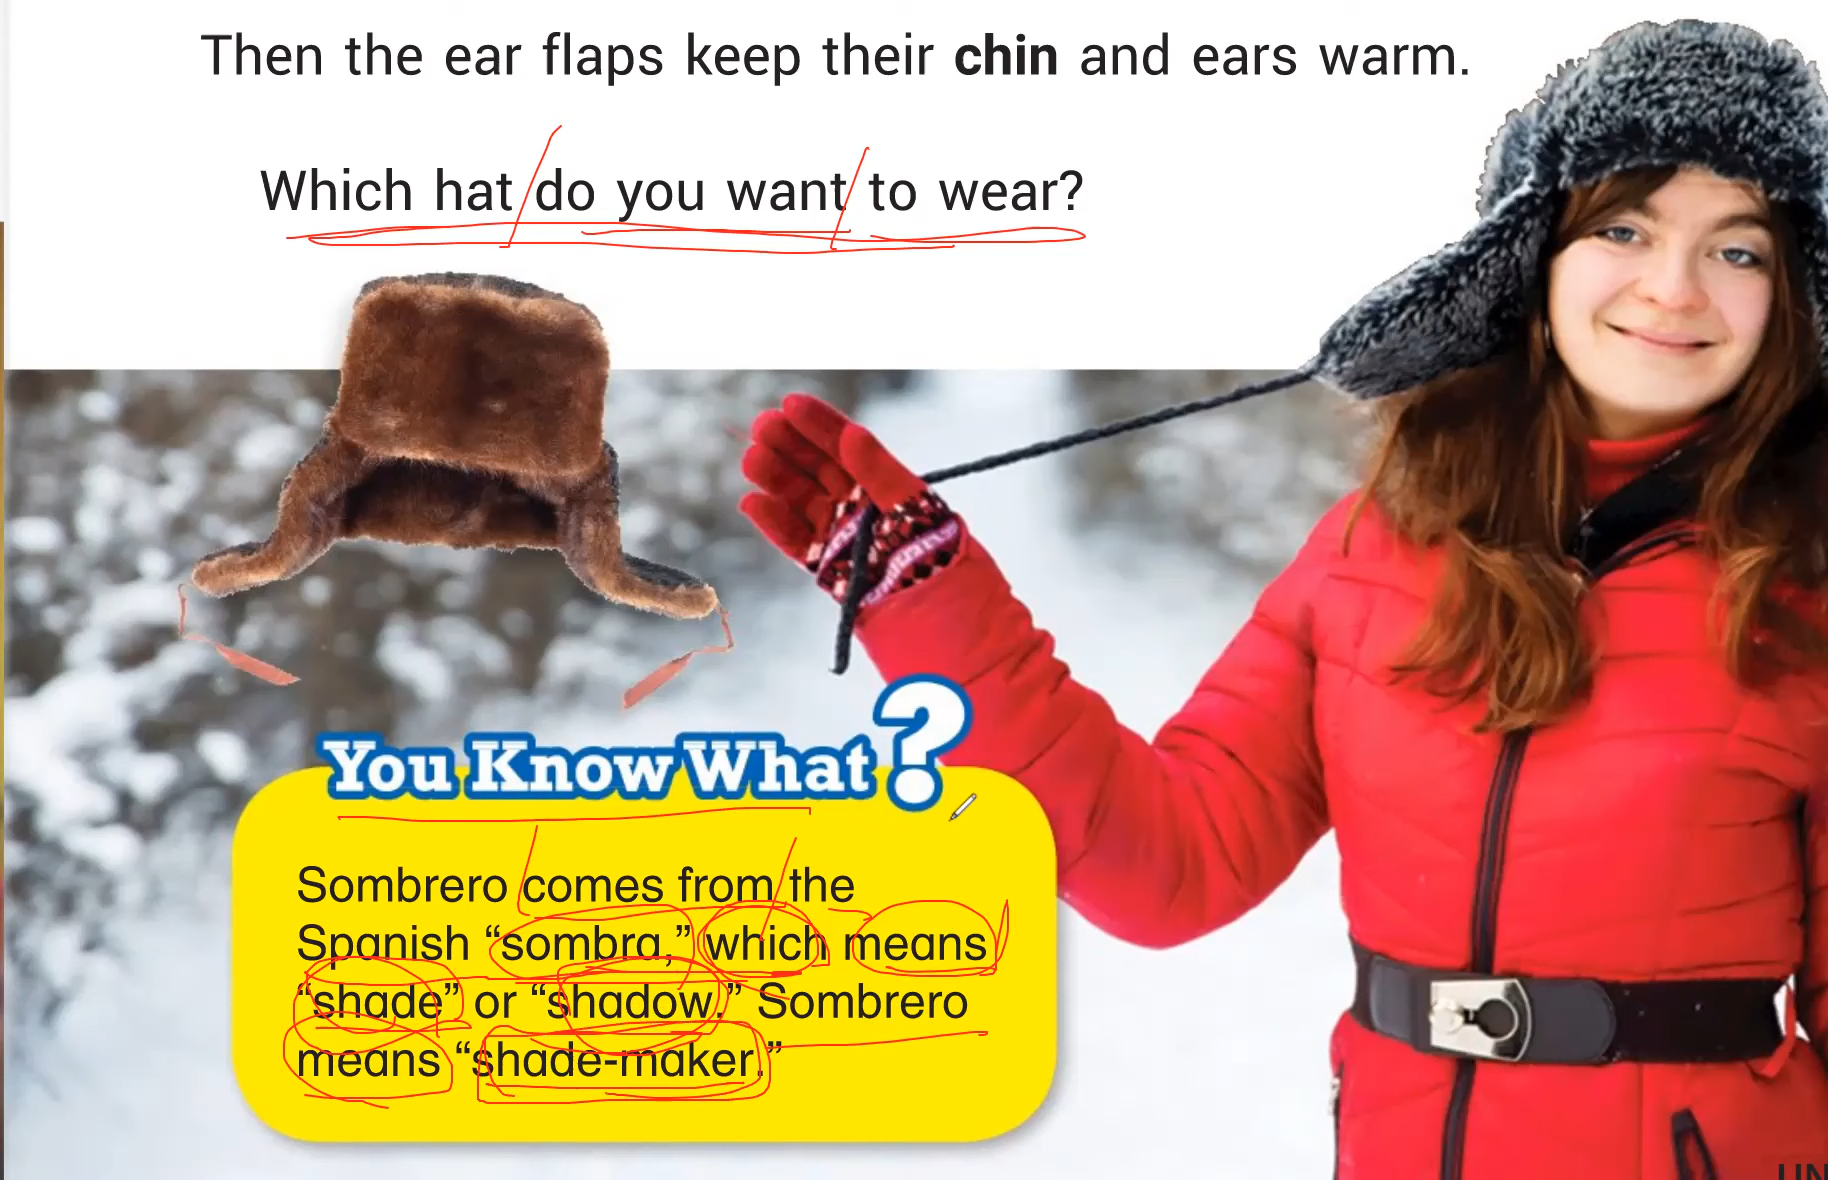 Then the ear flaps keep their chin and ears warm.
Which hat do you want to wear?
You Know What?
Sombrero comes from the
Spanish “sombra,” which means
“shade” or “shadow.” Sombrero
means “shade-maker.”
UN